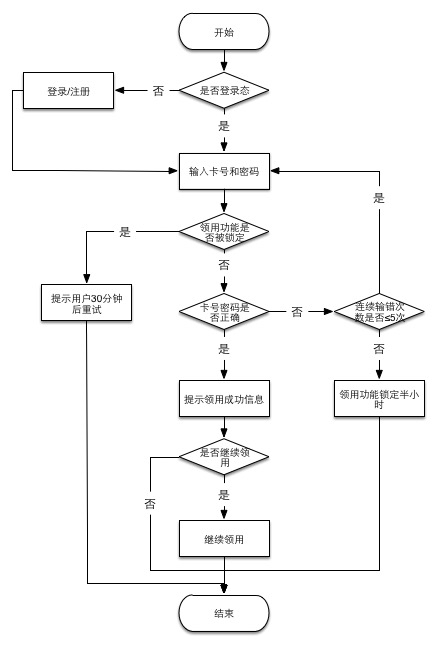 开始
登录/注册
否
是否登录态
是
输入卡号和密码
是
是
领用功能是
否被锁定
否
提示用户30分钟
后重试
卡号密码是
否正确
否
连续输错次
数是否≤5次
是
否
提示领用成功信息
领用功能锁定半小
时
是否继续领
用
否
是
继续领用
结束